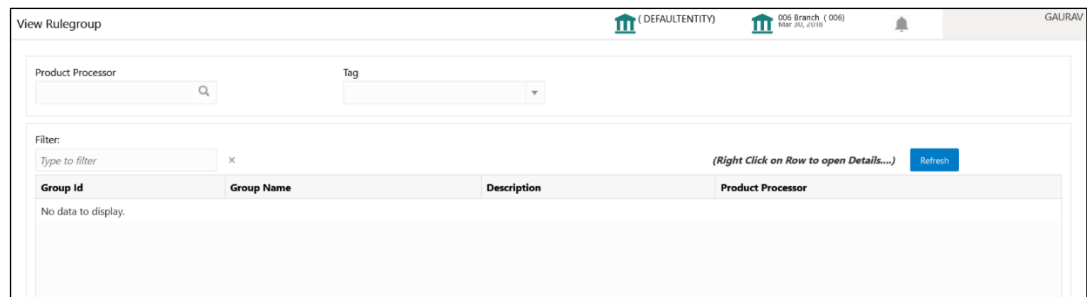 View Rulegroup
( DEFAULTENTITY)
006 Branch ( 006)
Mar 30, 2018
GAURAV
Product Processor
Tag
Filter:
Type to filter
(Right Click on Row to open Details....)
Refresh
Group Id Group Name Description Product Processor
No data to display.